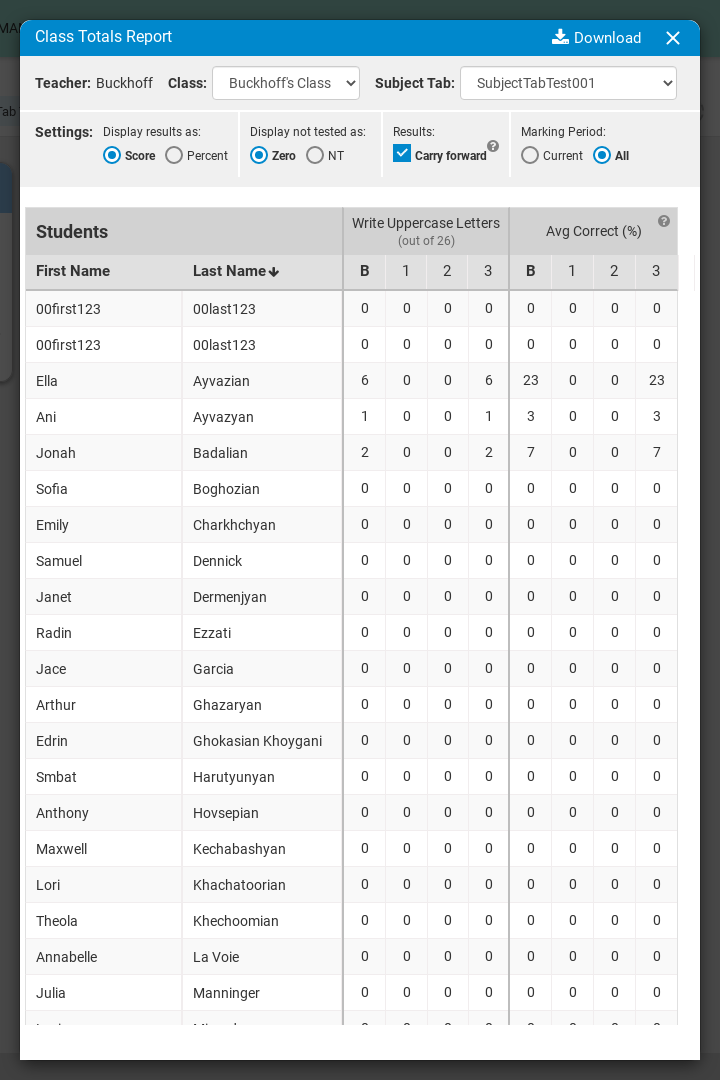 Class Totals Report Download
Teacher: Buckhoff Class: Buckhoff's Class Subject Tab: SubjectTabTest001
Settings: Display results as: Display not tested as: Results: Marking Period:
Score Percent Zero NT Carry forward ? Current All
Students Write Uppercase Letters (out of 26) Avg Correct (%) ?
First Name Last Name B 1 2 3 B 1 2 3
00first123 00last123 0 0 0 0 0 0 0 0
00first123 00last123 0 0 0 0 0 0 0 0
Ella Ayvazian 6 0 0 6 23 0 0 23
Ani Ayvazyan 1 0 0 1 3 0 0 3
Jonah Badalian 2 0 0 2 7 0 0 7
Sofia Boghozian 0 0 0 0 0 0 0 0
Emily Charkhchyan 0 0 0 0 0 0 0 0
Samuel Dennick 0 0 0 0 0 0 0 0
Janet Dermenjyan 0 0 0 0 0 0 0 0
Radin Ezzati 0 0 0 0 0 0 0 0
Jace Garcia 0 0 0 0 0 0 0 0
Arthur Ghazaryan 0 0 0 0 0 0 0 0
Edrin Ghokasian Khoygani 0 0 0 0 0 0 0 0
Smbat Harutyunyan 0 0 0 0 0 0 0 0
Anthony Hovsepian 0 0 0 0 0 0 0 0
Maxwell Kechabashyan 0 0 0 0 0 0 0 0
Lori Khachatoorian 0 0 0 0 0 0 0 0
Theola Khechoomian 0 0 0 0 0 0 0 0
Annabelle La Voie 0 0 0 0 0 0 0 0
Julia Manninger 0 0 0 0 0 0 0 0